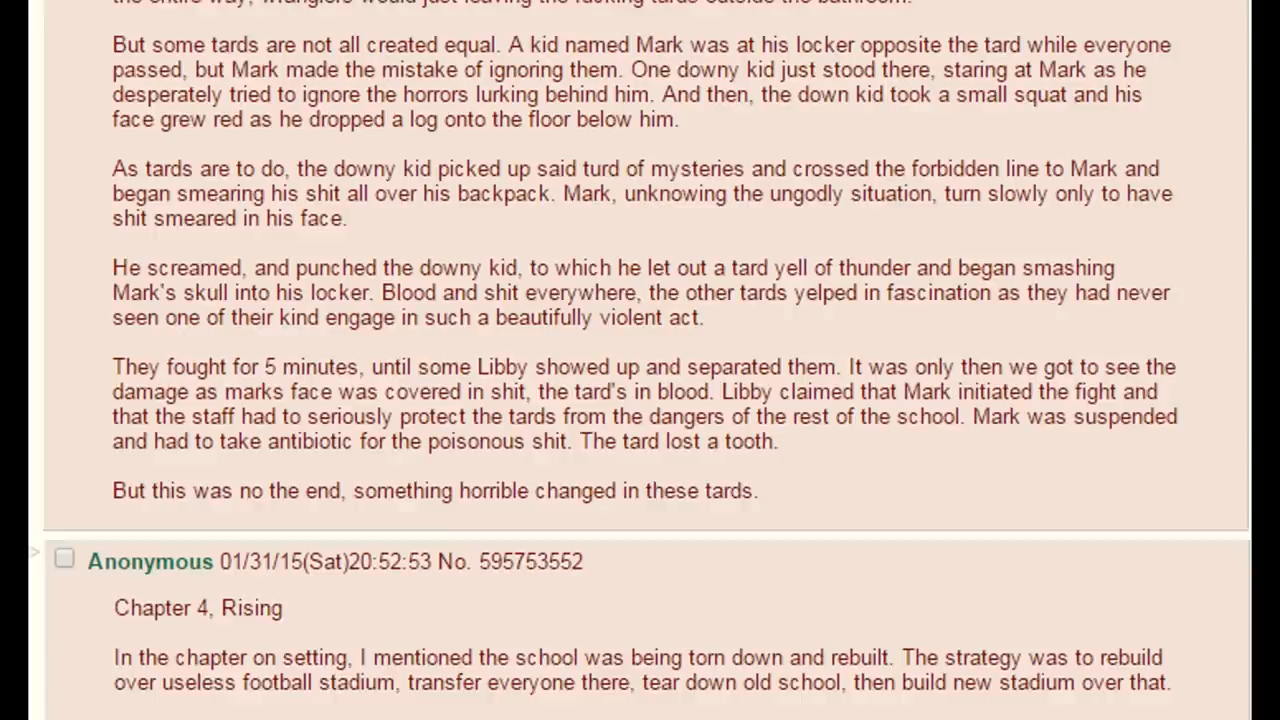 But some tards are not all created equal. A kid named Mark was at his locker opposite the tard while everyone
passed, but Mark made the mistake of ignoring them. One downy kid just stood there, staring at Mark as he
desperately tried to ignore the horrors lurking behind him. And then, the down kid took a small squat and his
face grew red as he dropped a log onto the floor below him.
As tards are to do, the downy kid picked up said turd of mysteries and crossed the forbidden line to Mark and
began smearing his shit all over his backpack. Mark, unknowing the ungodly situation, turn slowly only to have
shit smeared in his face.
He screamed, and punched the downy kid, to which he let out a tard yell of thunder and began smashing
Mark's skull into his locker. Blood and shit everywhere, the other tards yelped in fascination as they had never
seen one of their kind engage in such a beautifully violent act.
They fought for 5 minutes, until some Libby showed up and separated them. It was only then we got to see the
damage as marks face was covered in shit, the tard's in blood. Libby claimed that Mark initiated the fight and
that the staff had to seriously protect the tards from the dangers of the rest of the school. Mark was suspended
and had to take antibiotic for the poisonous shit. The tard lost a tooth.
But this was no the end, something horrible changed in these tards.
Anonymous 01/31/15(Sat)20:52:53 No. 595753552
Chapter 4, Rising
In the chapter on setting, I mentioned the school was being torn down and rebuilt. The strategy was to rebuild
over useless football stadium, transfer everyone there, tear down old school, then build new stadium over that.